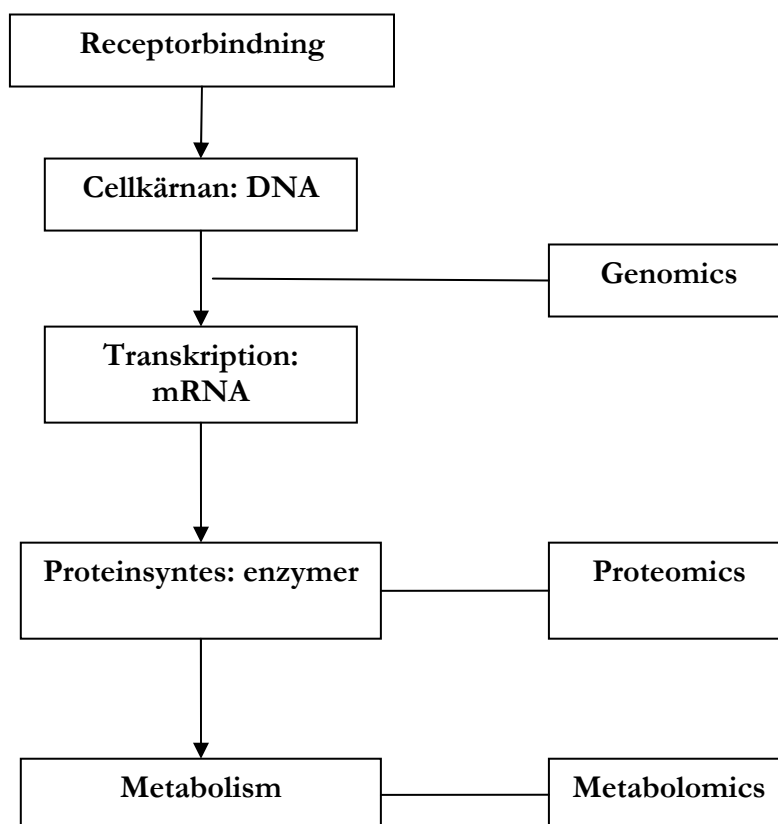 Receptorbindning
Cellkärnan: DNA
Genomics
Transkription:
mRNA
Proteinsyntes: enzymer
Proteomics
Metabolism
Metabolomics